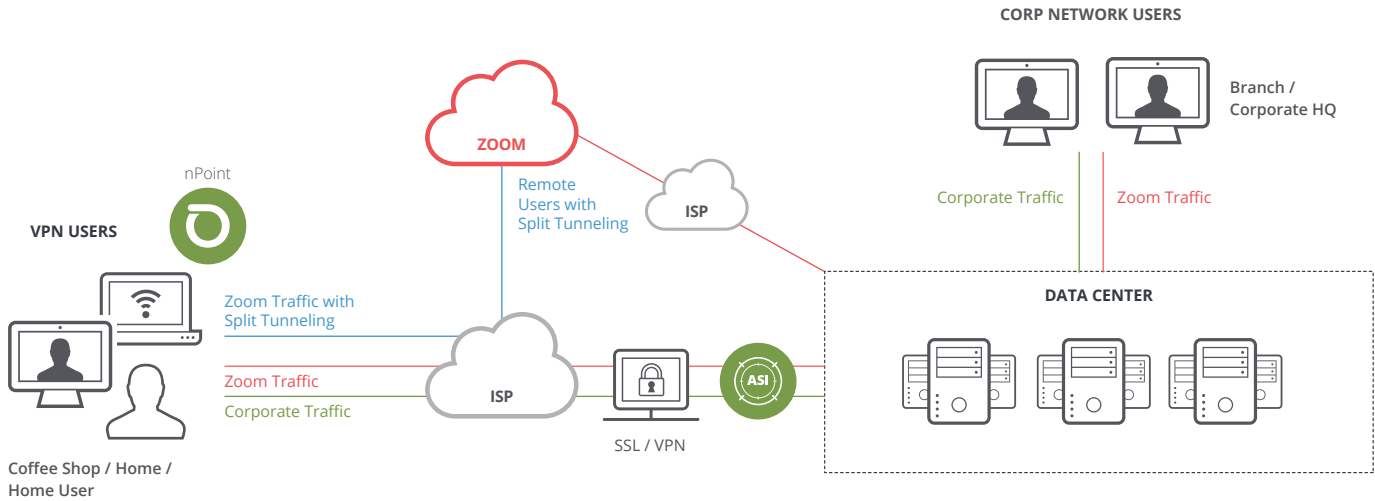 CORP NETWORK USERS
Branch /
Corporate HQ
ZOOM
nPoint
Remote
Users with
Split Tunneling
ISP
Corporate Traffic
Zoom Traffic
VPN USERS
DATA CENTER
Zoom Traffic with
Split Tunneling
Zoom Traffic
Corporate Traffic
ISP
ASI
SSL / VPN
Coffee Shop / Home /
Home User